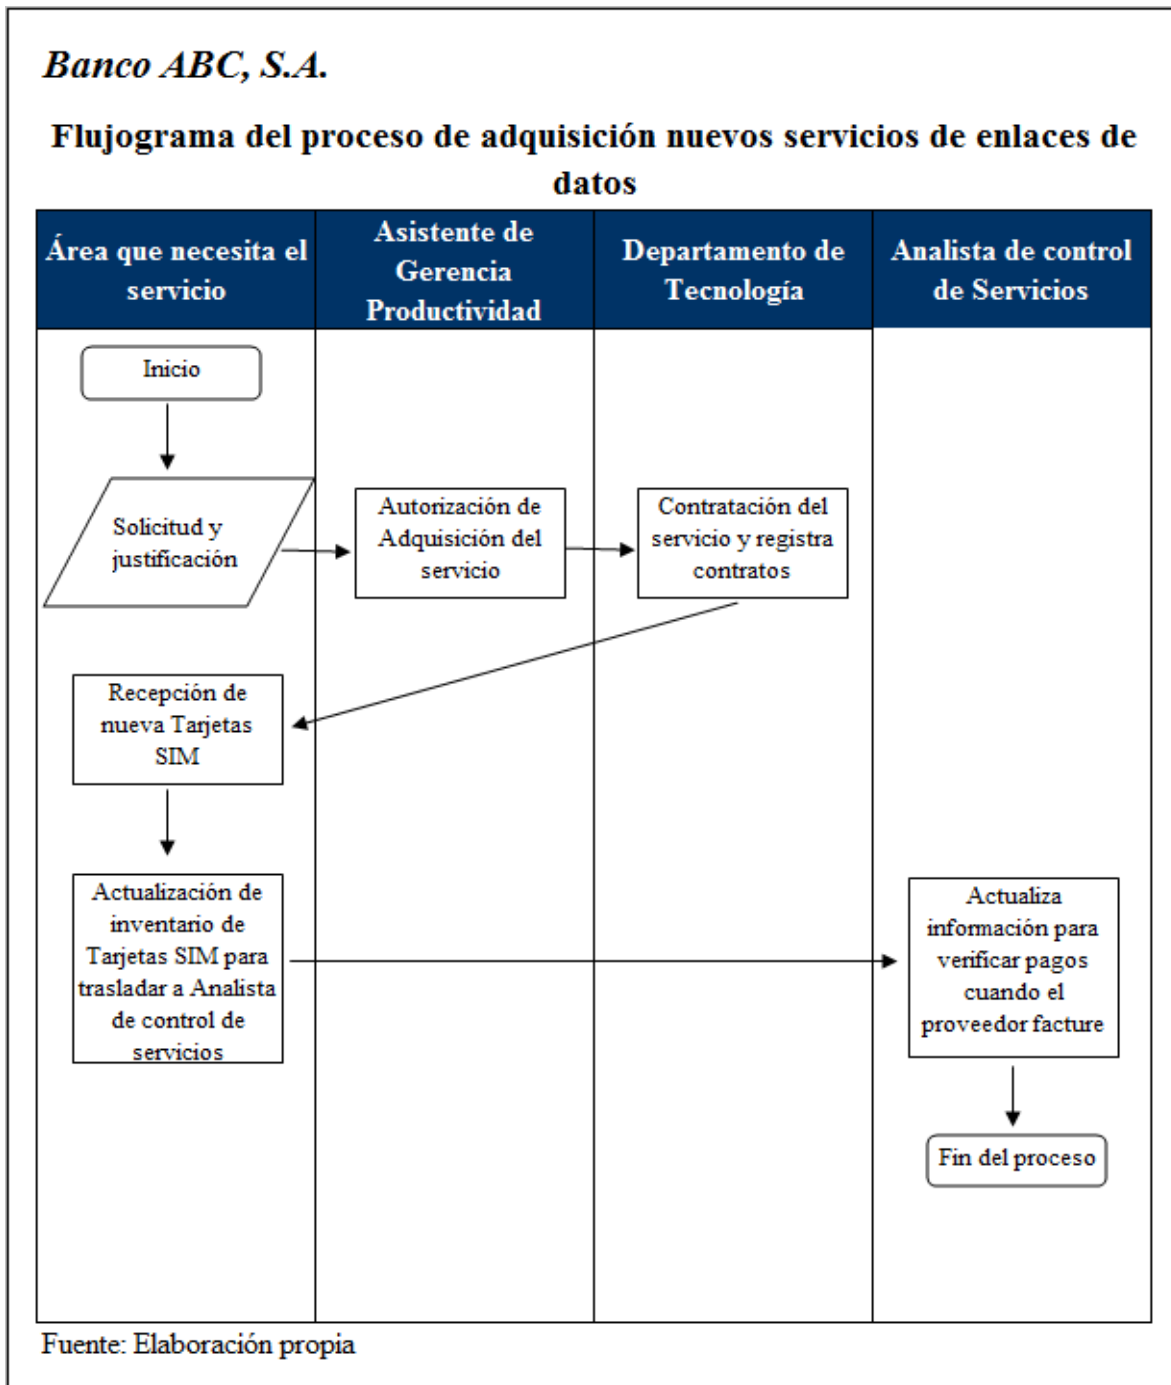 Banco ABC, S.A.
Flujograma del proceso de adquisición nuevos servicios de enlaces de
datos
Área que necesita el
servicio
Asistente de
Gerencia
Productividad
Departamento de
Tecnología
Analista de control
de Servicios
Inicio
Solicitud y
justificación
Autorización de
Adquisición del
servicio
Contratación del
servicio y registra
contratos
Recepción de
nueva Tarjetas
SIM
Actualización de
inventario de
Tarjetas SIM para
trasladar a Analista
de control de
servicios
Actualiza
información para
verificar pagos
cuando el
proveedor facture
Fin del proceso
Fuente: Elaboración propia